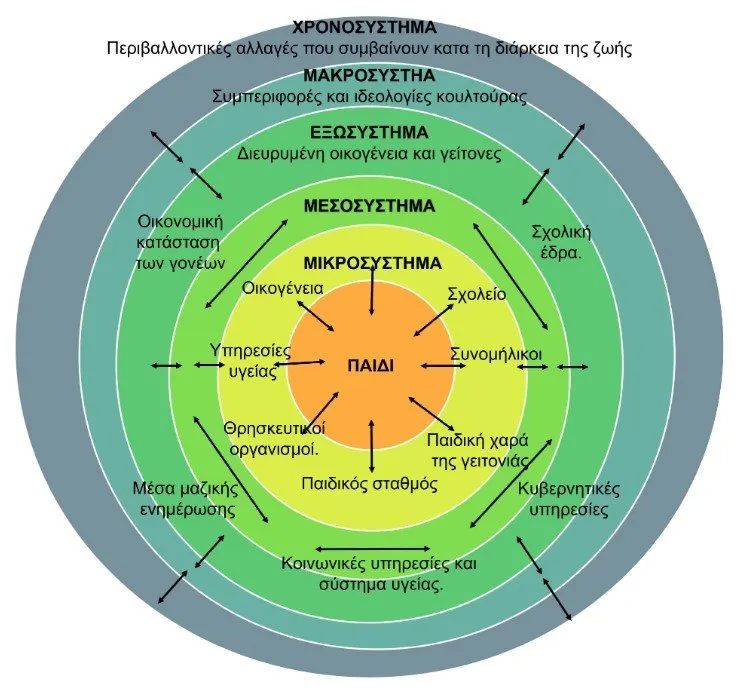 ΧΡΟΝΟΣΥΣΤΗΜΑ
Περιβαλλοντικές αλλαγές που συμβαίνουν κατα τη διάρκεια της ζωής
ΜΑΚΡΟΣΥΣΤΗΑ
Συμπεριφορές και ιδεολογίες κουλτούρας
ΕΞΩΣΥΣΤΗΜΑ
Διευρυμένη οικογένεια και γείτονες
ΜΕΣΟΣΥΣΤΗΜΑ
Οικονομική
κατάσταση
των γονέων
Σχολική
έδρα.
ΜΙΚΡΟΣΥΣΤΗΜΑ
Οικογένεια
Σχολείο
Υπηρεσίες
υγείας
ΠΑΙΔΙ
Συνομήλικοι
Θρησκευτικοί
οργανισμοί.
Παιδική χαρά
της γειτονιάς
Παιδικός σταθμός
Μέσα μαζικής
ενημέρωσης
Κυβερνητικές
υπηρεσίες
Κοινωνικές υπηρεσίες και
σύστημα υγείας.